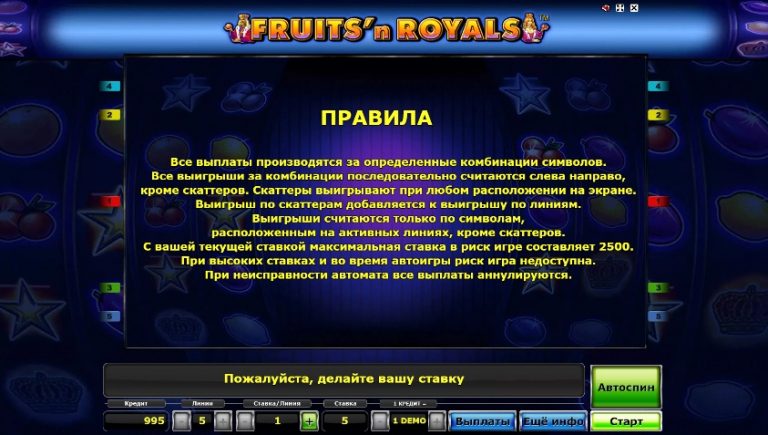 FRUITS'n ROYALS™
ПРАВИЛА
Все выплаты производятся за определенные комбинации символов.
Все выигрыши за комбинации последовательно считаются слева направо,
кроме скаттеров. Скаттеры выигрывают при любом расположении на экране.
Выигрыш по скаттерам добавляется к выигрышу по линиям.
Выигрыши считаются только по символам,
расположенным на активных линиях, кроме скаттеров.
С вашей текущей ставкой максимальная ставка в риск игре составляет 2500.
При высоких ставках и во время автоигры риск игра недоступна.
При неисправности автомата все выплаты аннулируются.
4 4
2 2
1 1
3 3
5 5
Пожалуйста, делайте вашу ставку
Автоспин
Кредит Линии Ставка/Линия Ставка 1 КРЕДИТ =
995 - 5 + - 1 + 5 - 1 DEMO + Выплаты Ещё инфо Старт